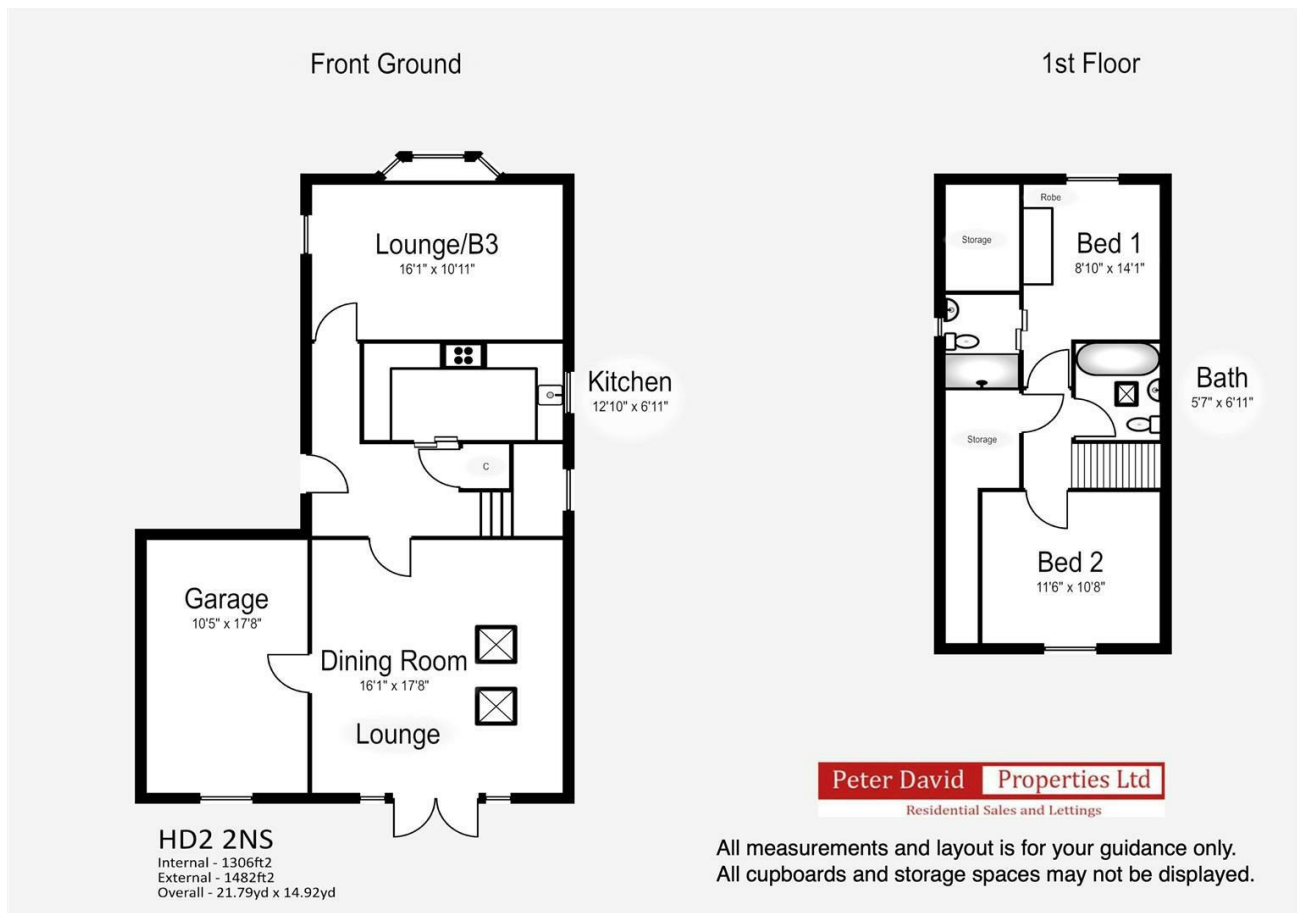 Front Ground
1st Floor
Lounge/B3
16'1" x 10'11"
Kitchen
12'10" x 6'11"
C
Garage
10'5" x 17'8"
Dining Room
16'1" x 17'8"
Lounge
Storage
Robe
Bed 1
8'10" x 14'1"
Bath
5'7" x 6'11"
Storage
Bed 2
11'6" x 10'8"
HD2 2NS
Internal - 1306ft2
External - 1482ft2
Overall - 21.79yd x 14.92yd
Peter David Properties Ltd
Residential Sales and Lettings
All measurements and layout is for your guidance only.
All cupboards and storage spaces may not be displayed.